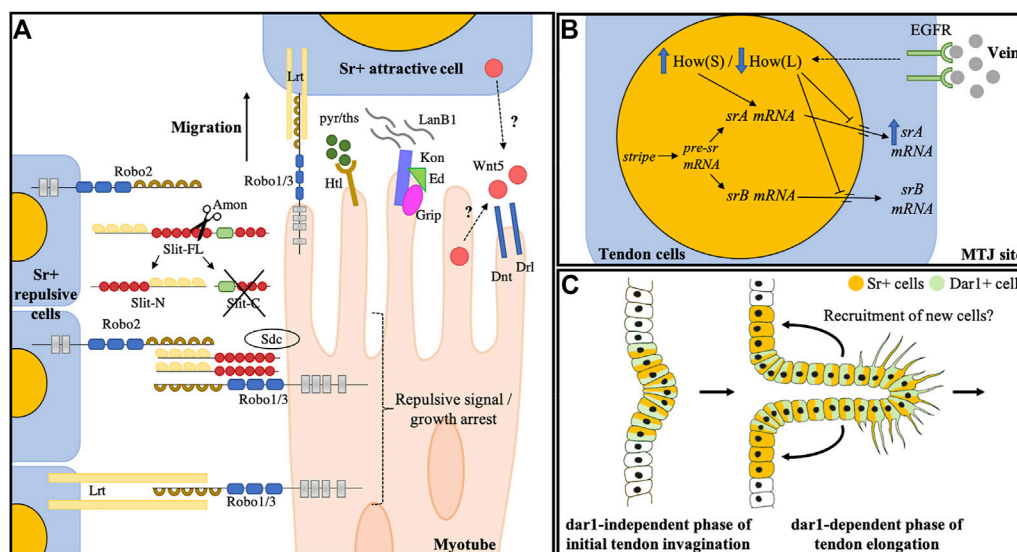 A
Sr+ attractive cell
Lrt
Migration
pyr/ths
LanB1
?
Robo2
Robo1/3
Htl
Kon
Ed
Grip
Wnt5
?
Amon
Slit-FL
Dnt
Drl
Sr+
repulsive
cells
Slit-N
Slit-C
Robo2
Sdc
Robo1/3
Repulsive signal /
growth arrest
Lrt
Robo1/3
Myotube
B
EGFR
Vein
How(S) / How(L)
srA mRNA
srA
mRNA
stripe
pre-sr
mRNA
srB mRNA
srB
mRNA
Tendon cells
MTJ site
C
Sr+ cells
Dar1+ cell
Recruitment of new cells?
dar1-independent phase of
initial tendon invagination
dar1-dependent phase of
tendon elongation